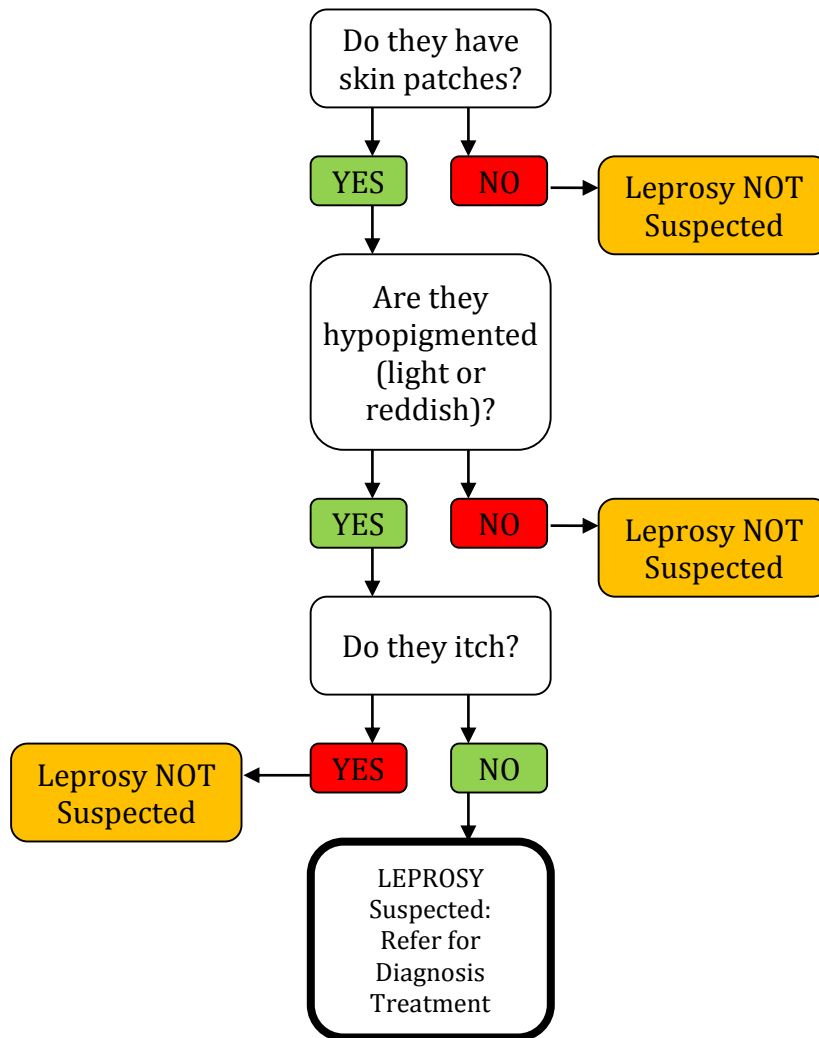 Do they have
skin patches?
YES
NO
Leprosy NOT
Suspected
Are they
hypopigmented
(light or
reddish)?
YES
NO
Leprosy NOT
Suspected
Do they itch?
YES
NO
Leprosy NOT
Suspected
LEPROSY
Suspected:
Refer for
Diagnosis
Treatment